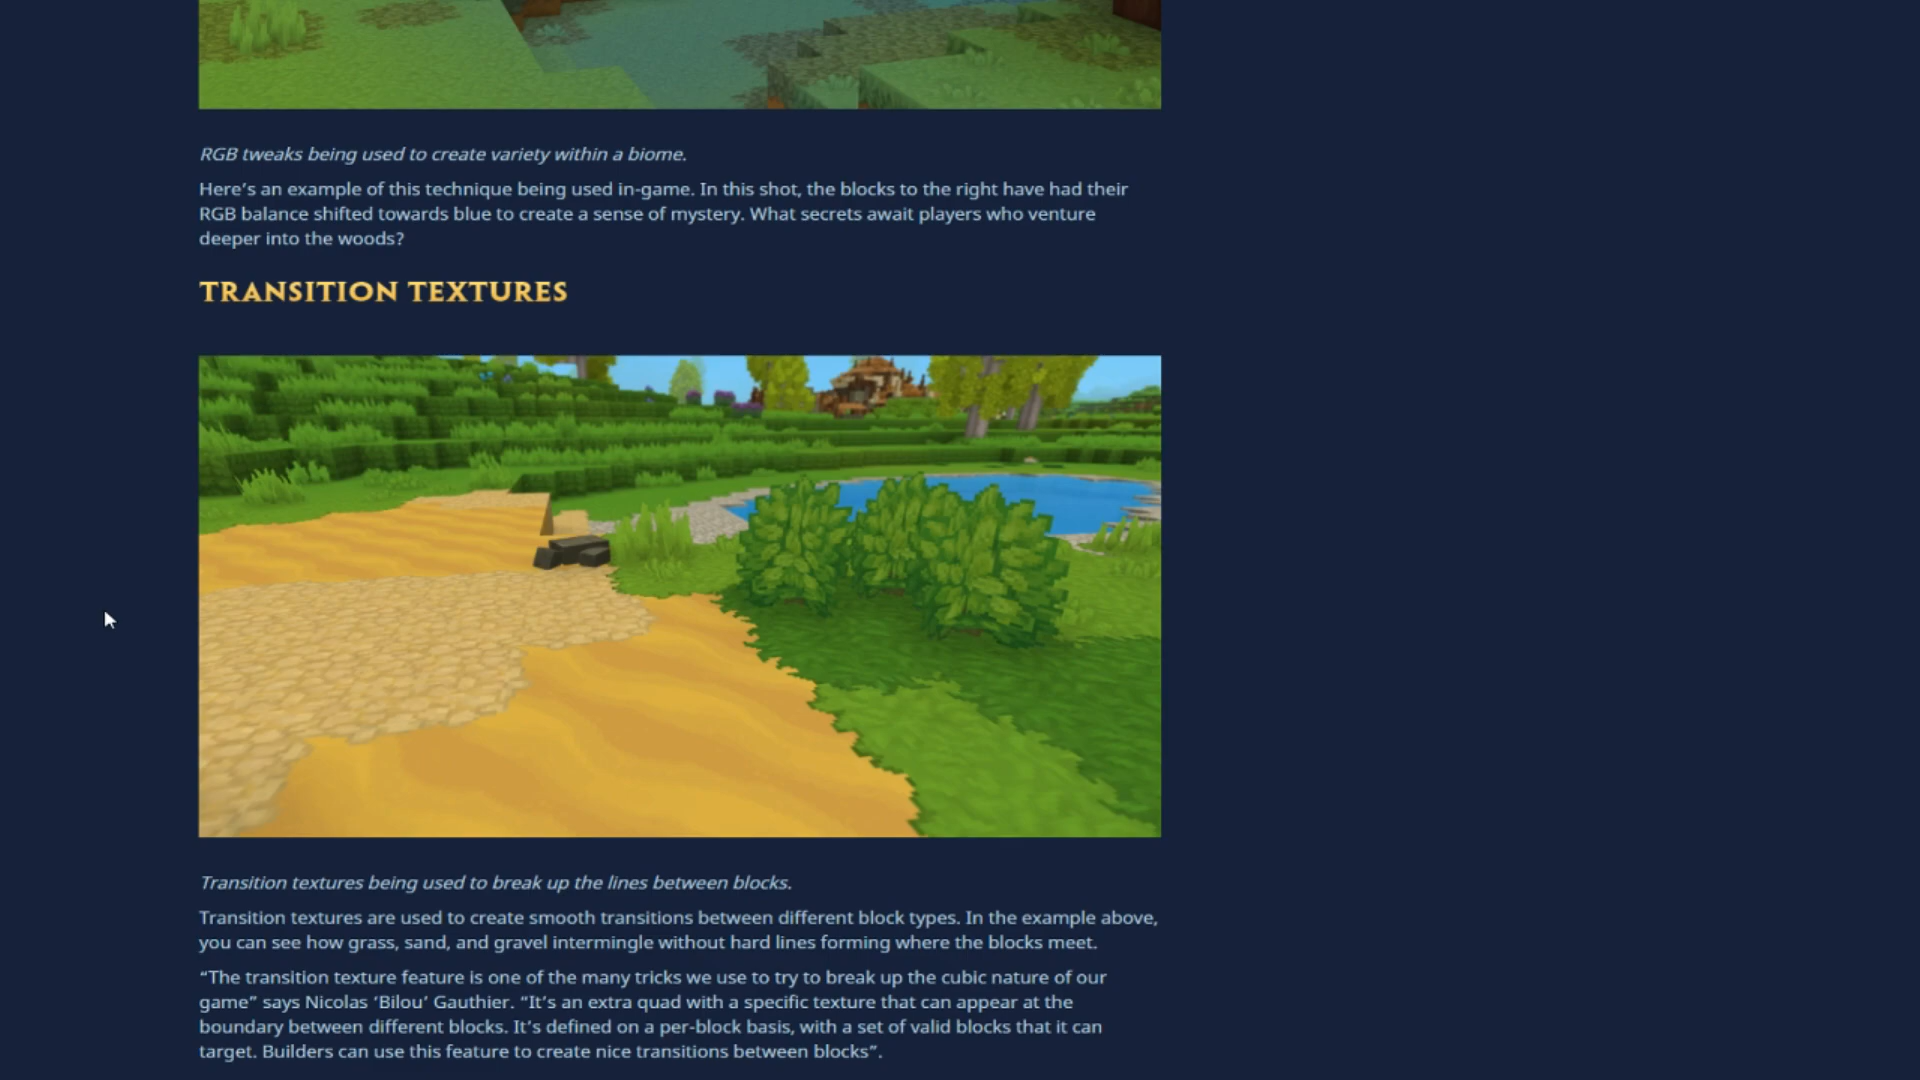 RGB tweaks being used to create variety within a biome.
Here’s an example of this technique being used in-game. In this shot, the blocks to the right have had their
RGB balance shifted towards blue to create a sense of mystery. What secrets await players who venture
deeper into the woods?
TRANSITION TEXTURES
Transition textures being used to break up the lines between blocks.
Transition textures are used to create smooth transitions between different block types. In the example above,
you can see how grass, sand, and gravel intermingle without hard lines forming where the blocks meet.
“The transition texture feature is one of the many tricks we use to try to break up the cubic nature of our
game” says Nicolas ‘Bilou’ Gauthier. “It’s an extra quad with a specific texture that can appear at the
boundary between different blocks. It’s defined on a per-block basis, with a set of valid blocks that it can
target. Builders can use this feature to create nice transitions between blocks”.